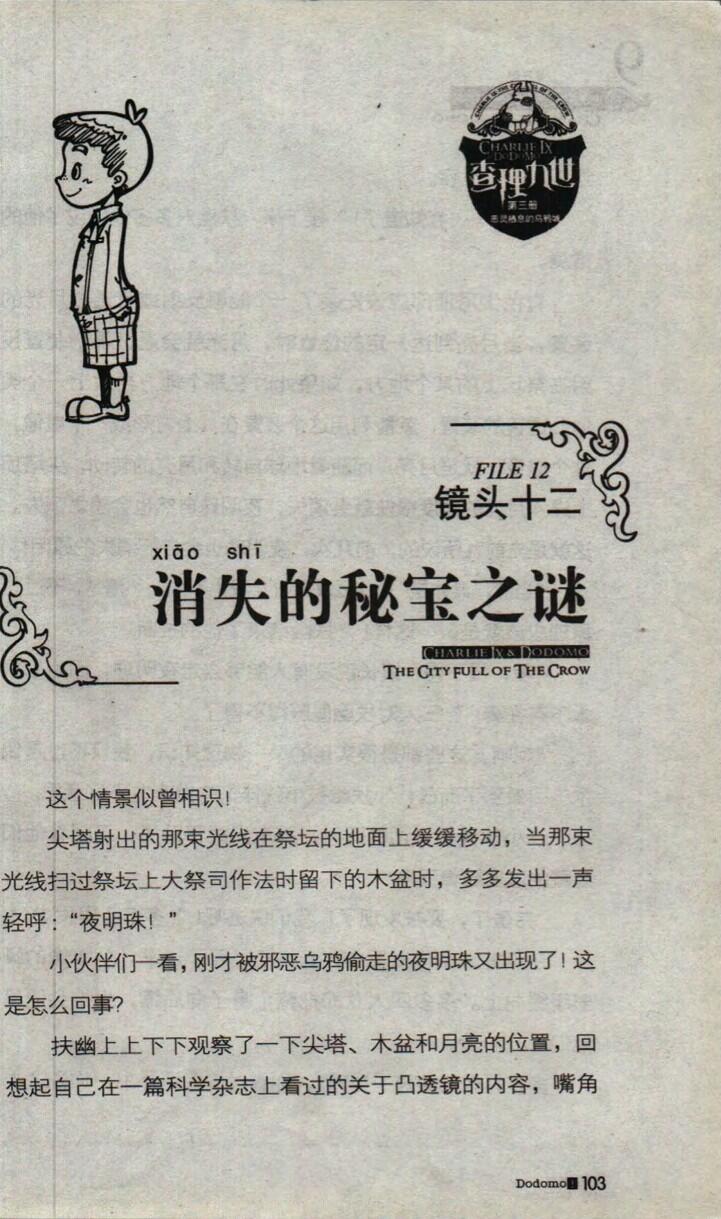 CHARLIE IX
DODOMO
查理九世
第三册
恶灵栖息的乌鸦城
FILE 12
镜头十二
xiāo shī
消失的秘宝之谜
CHARLIE IX & DODOMO
THE CITY FULL OF THE CROW
这个情景似曾相识！
尖塔射出的那束光线在祭坛的地面上缓缓移动，当那束
光线扫过祭坛上大祭司作法时留下的木盆时，多多发出一声
轻呼：“夜明珠！”
小伙伴们一看，刚才被邪恶乌鸦偷走的夜明珠又出现了！这
是怎么回事？
扶幽上上下下观察了一下尖塔、木盆和月亮的位置，回
想起自己在一篇科学杂志上看过的关于凸透镜的内容，嘴角
Dodomo 103